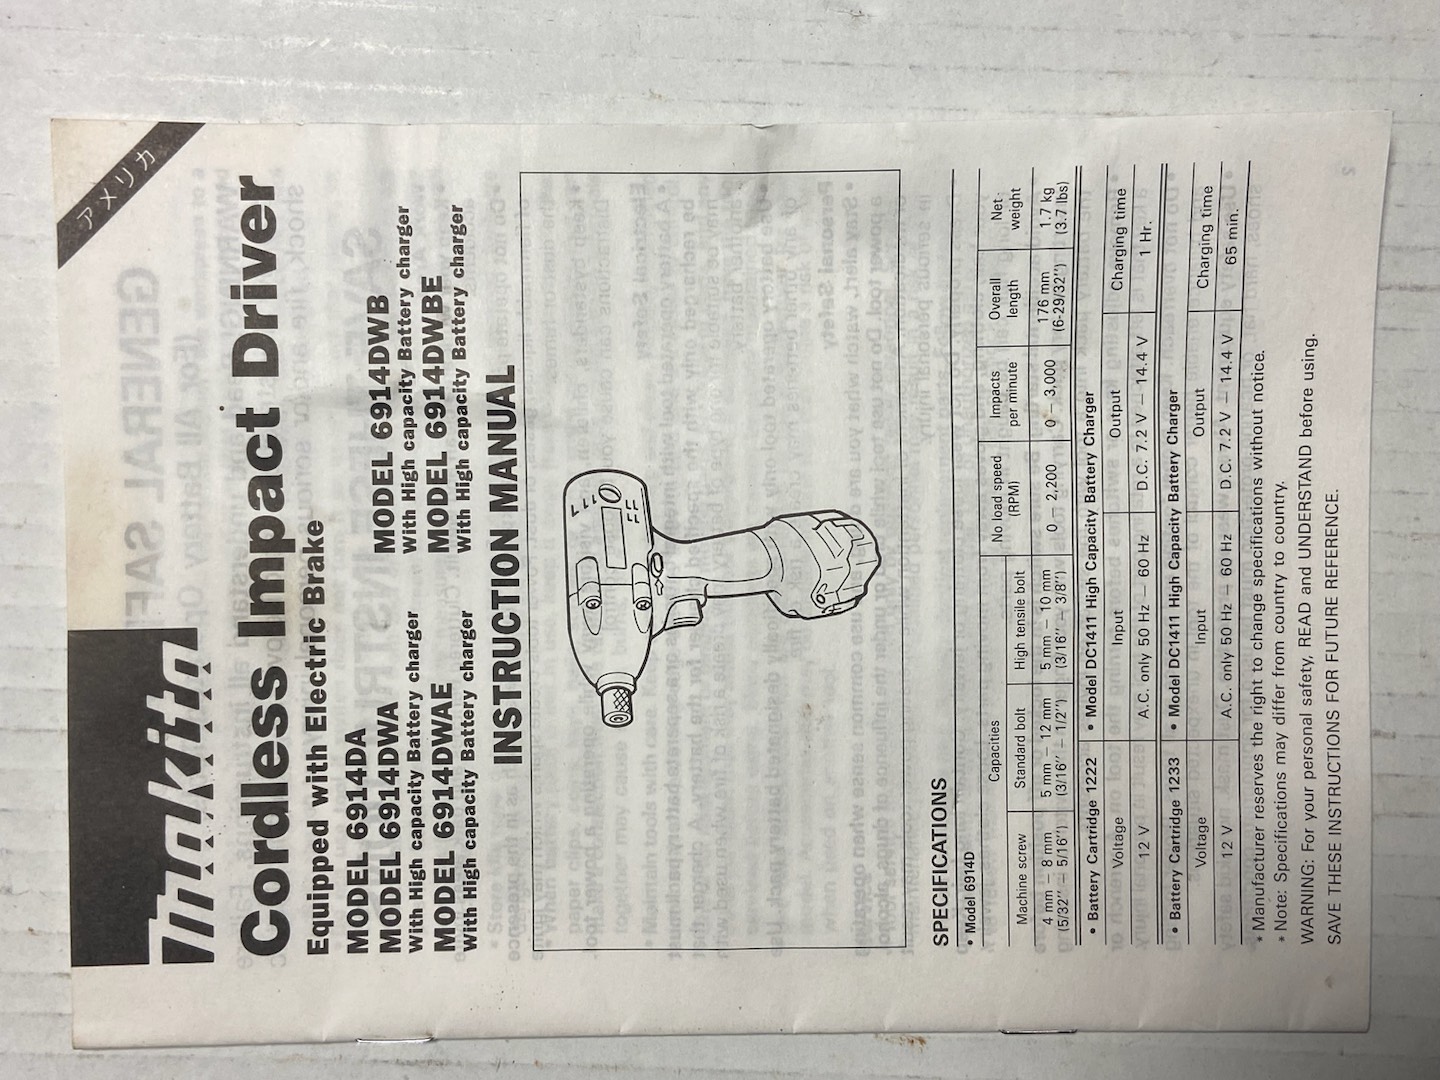 アメリカ
makita
Cordless Impact Driver
Equipped with Electric Brake
MODEL 6914DA
MODEL 6914DWA
With High capacity Battery charger
MODEL 6914DWAE
With High capacity Battery charger
MODEL 6914DWB
With High capacity Battery charger
MODEL 6914DWBE
With High capacity Battery charger
INSTRUCTION MANUAL
SPECIFICATIONS
• Model 6914D
Capacities No load speed (RPM) Impacts per minute Overall length Net weight
Machine screw Standard bolt High tensile bolt
4 mm – 8 mm 5 mm – 12 mm 5 mm – 10 mm 0 – 2,200 0 – 3,000 176 mm 1.7 kg
(5/32" – 5/16") (3/16" – 1/2") (3/16" – 3/8") (6-29/32") (3.7 lbs)
• Battery Cartridge 1222 • Model DC1411 High Capacity Battery Charger
Voltage Input Output Charging time
12 V A.C. only 50 Hz – 60 Hz D.C. 7.2 V – 14.4 V 1 Hr.
• Battery Cartridge 1233 • Model DC1411 High Capacity Battery Charger
Voltage Input Output Charging time
12 V A.C. only 50 Hz – 60 Hz D.C. 7.2 V – 14.4 V 65 min.
* Manufacturer reserves the right to change specifications without notice.
* Note: Specifications may differ from country to country.
WARNING: For your personal safety, READ and UNDERSTAND before using.
SAVE THESE INSTRUCTIONS FOR FUTURE REFERENCE.